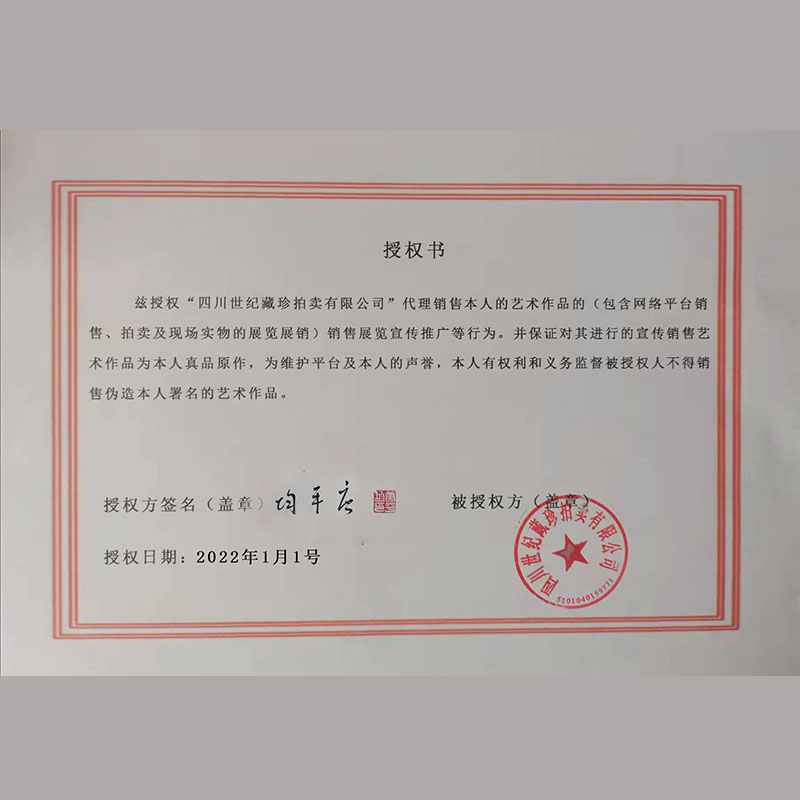 授权书
兹授权“四川世纪藏珍拍卖有限公司”代理销售本人的艺术作品的（包含网络平台销
售、拍卖及现场实物的展览展销）销售展览宣传推广等行为。并保证对其进行的宣传销售艺
术作品为本人真品原作，为维护平台及本人的声誉，本人有权利和义务监督被授权人不得销
售伪造本人署名的艺术作品。
授权方签名（盖章）
被授权方（盖章）
授权日期：2022年1月1号
四川世纪藏珍拍卖有限公司
5101040159771